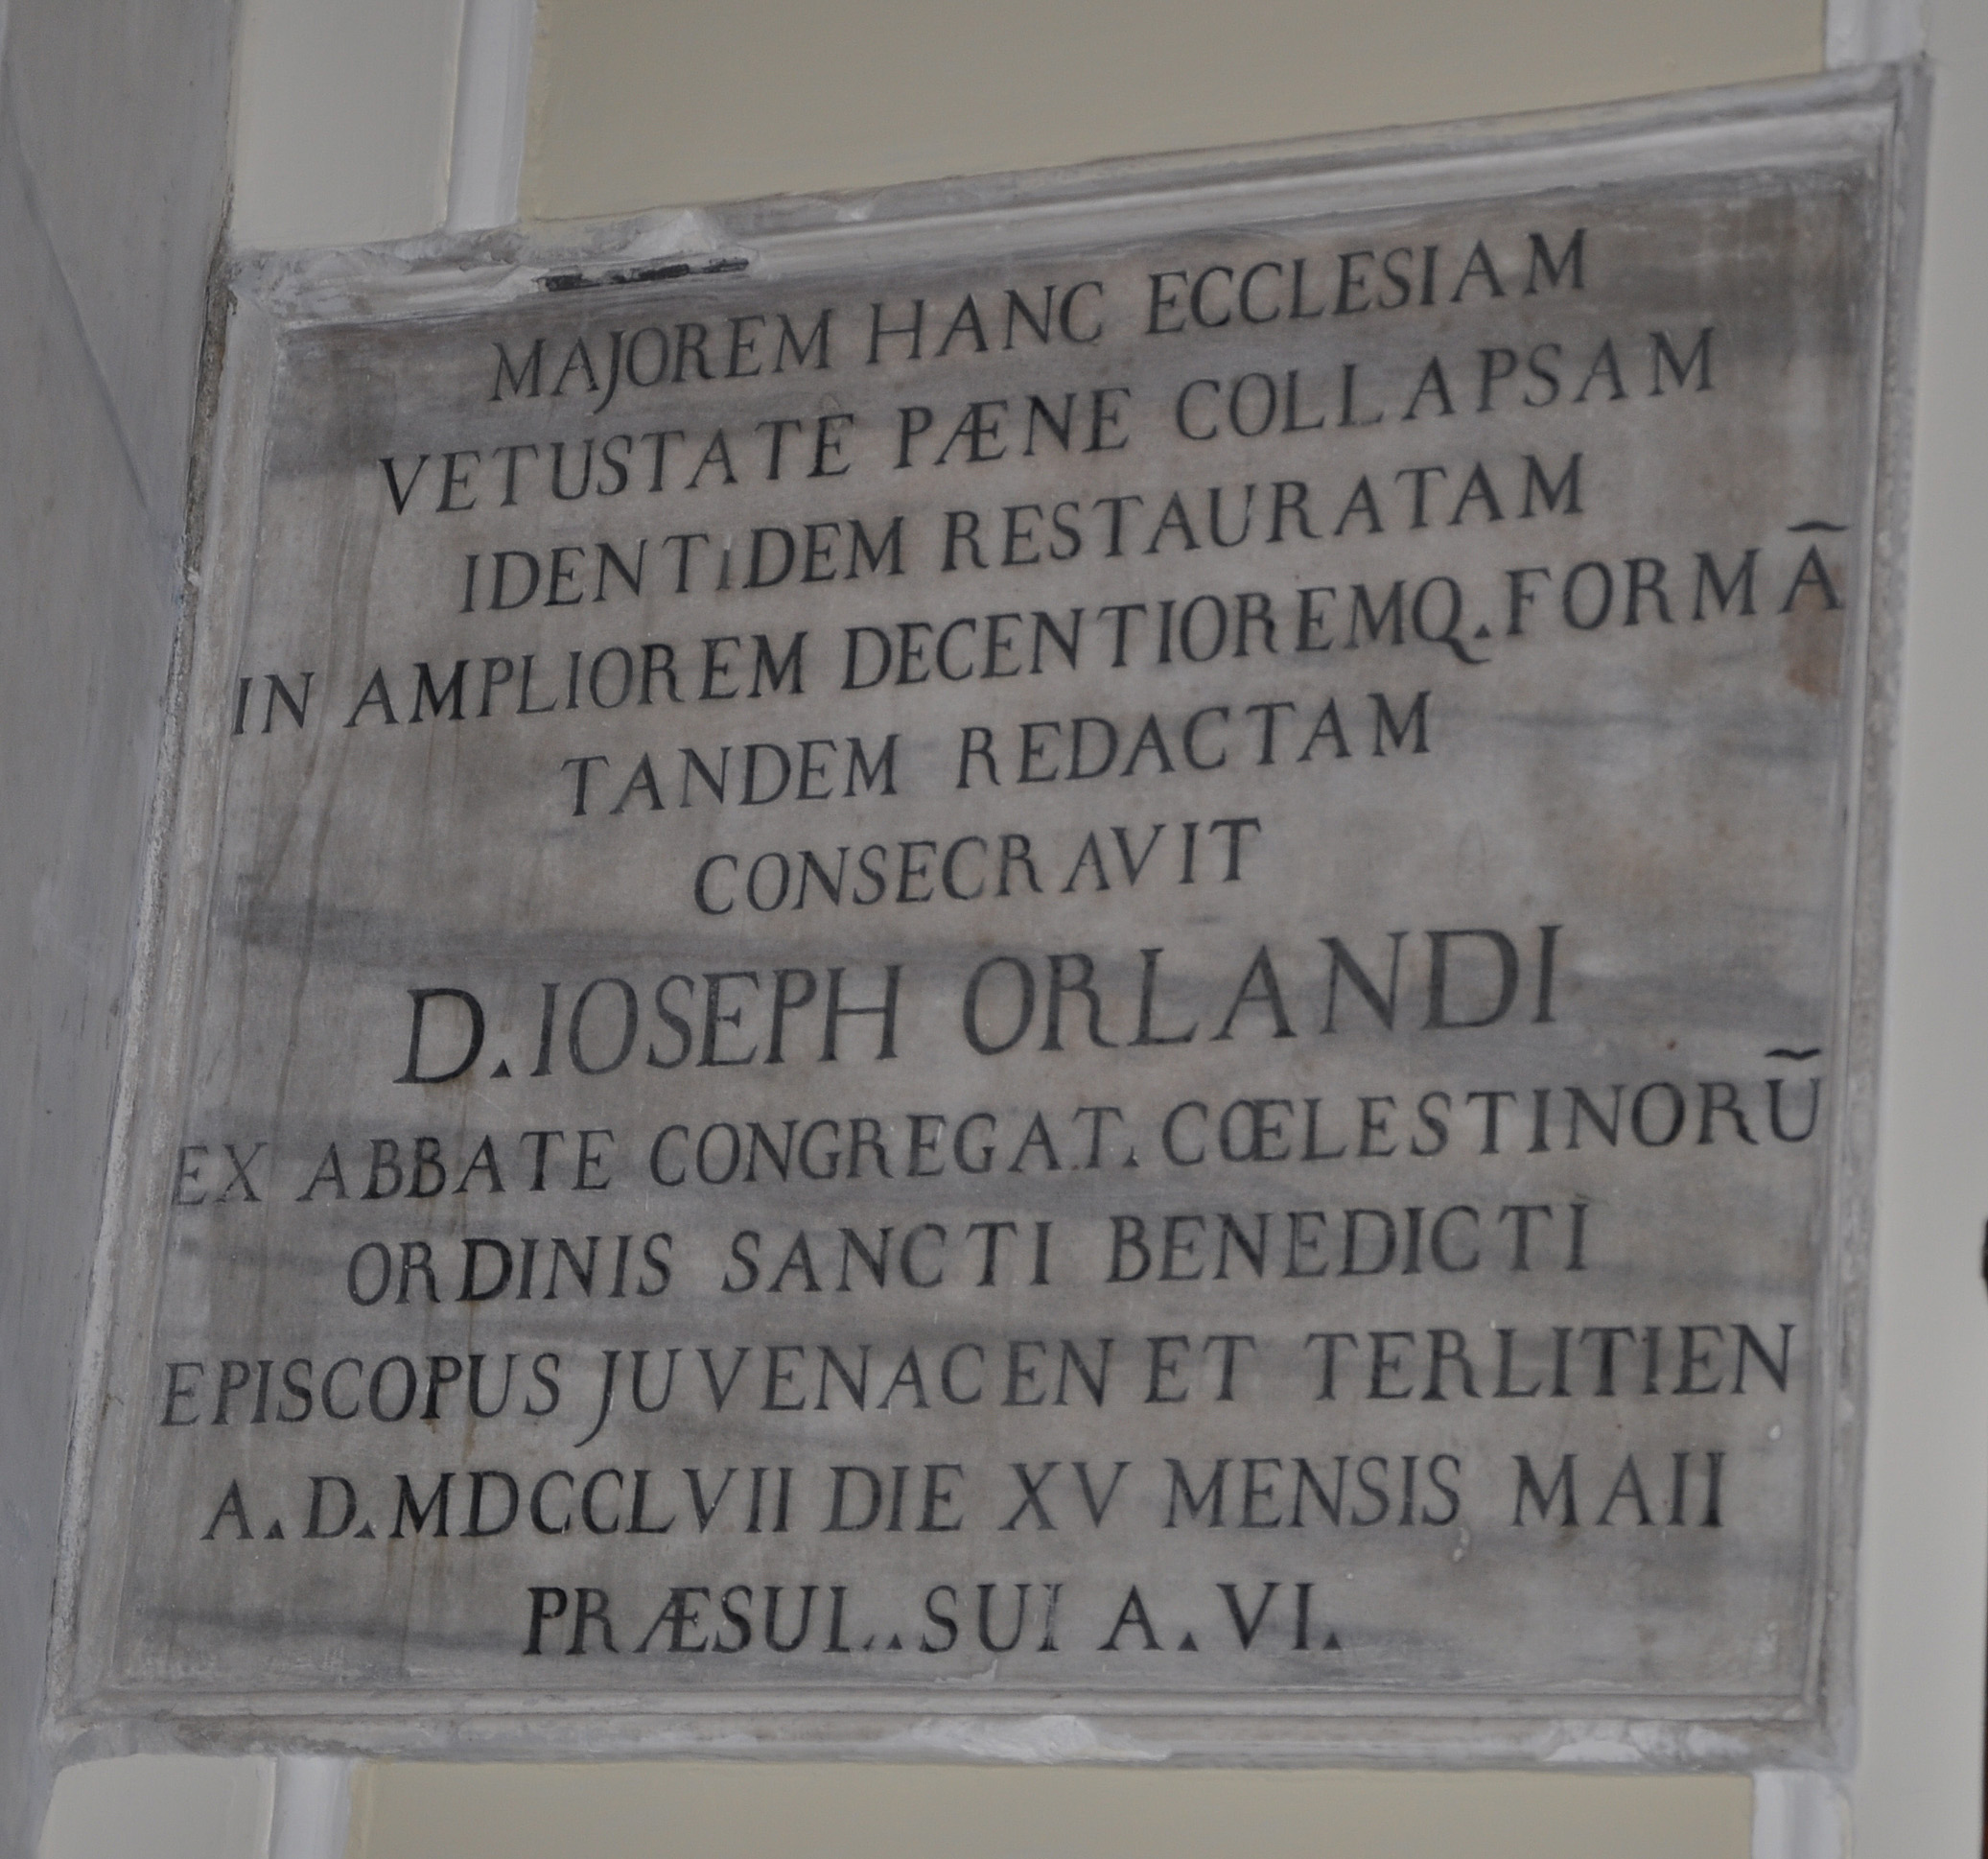 MAJOREM HANC ECCLESIAM
VETUSTATE PÆNE COLLAPSAM
IDENTIDEM RESTAURATAM
IN AMPLIOREM DECENTIOREMQ. FORMÃ
TANDEM REDACTAM
CONSECRAVIT
D. IOSEPH ORLANDI
EX ABBATE CONGREGAT. CŒLESTINORŨ
ORDINIS SANCTI BENEDICTI
EPISCOPUS JUVENACEN ET TERLITIEN
A. D. MDCCLVII DIE XV MENSIS MAII
PRÆSUL.. SUI A. VI.